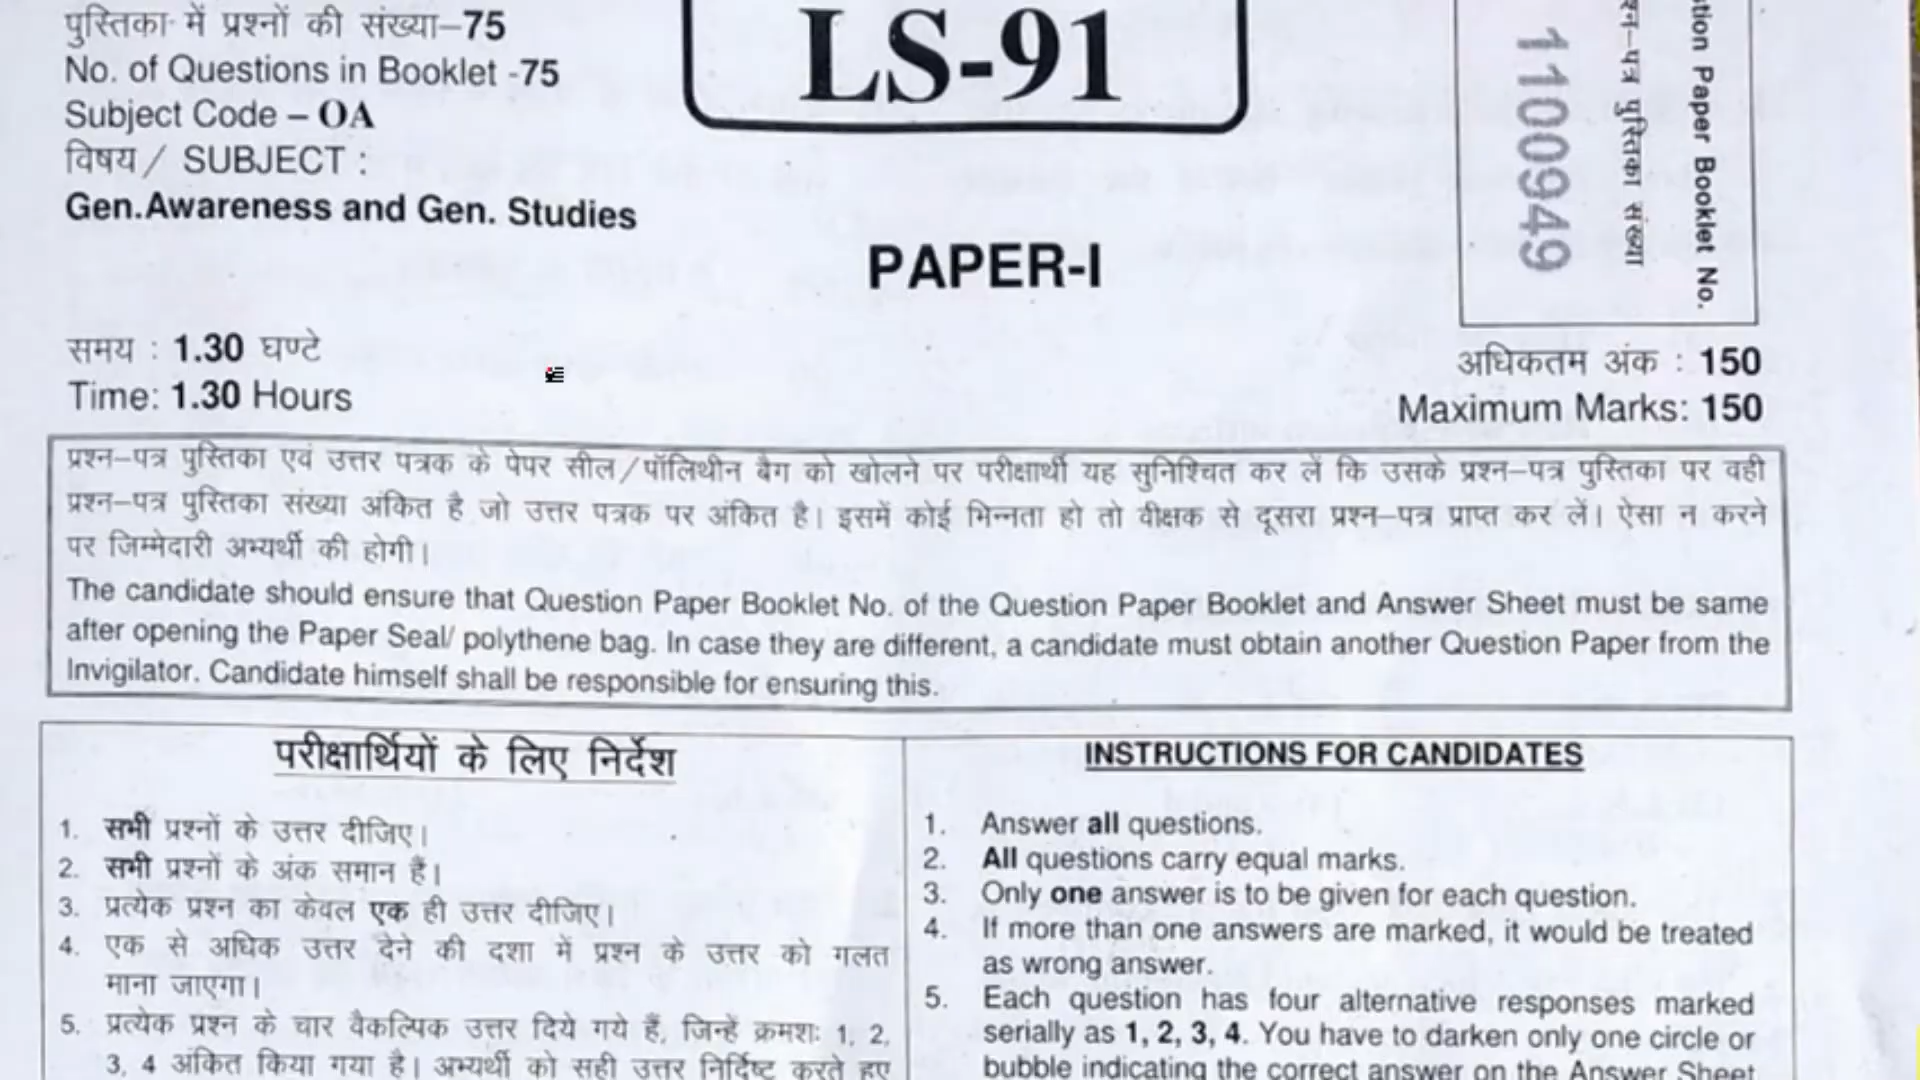 पुस्तिका में प्रश्नों की संख्या–75
No. of Questions in Booklet -75
Subject Code – OA
विषय / SUBJECT :
Gen.Awareness and Gen. Studies
LS-91
PAPER-I
1100949
प्रश्न–पत्र पुस्तिका संख्या
Paper Booklet No.
समय : 1.30 घण्टे
Time: 1.30 Hours
अधिकतम अंक : 150
Maximum Marks: 150
प्रश्न–पत्र पुस्तिका एवं उत्तर पत्रक के पेपर सील/पॉलिथीन बैग को खोलने पर परीक्षार्थी यह सुनिश्चित कर लें कि उसके प्रश्न–पत्र पुस्तिका पर वही
प्रश्न–पत्र पुस्तिका संख्या अंकित है जो उत्तर पत्रक पर अंकित है। इसमें कोई भिन्नता हो तो वीक्षक से दूसरा प्रश्न–पत्र प्राप्त कर लें। ऐसा न करने
पर जिम्मेदारी अभ्यर्थी की होगी।
The candidate should ensure that Question Paper Booklet No. of the Question Paper Booklet and Answer Sheet must be same
after opening the Paper Seal/ polythene bag. In case they are different, a candidate must obtain another Question Paper from the
Invigilator. Candidate himself shall be responsible for ensuring this.
परीक्षार्थियों के लिए निर्देश
1. सभी प्रश्नों के उत्तर दीजिए।
2. सभी प्रश्नों के अंक समान हैं।
3. प्रत्येक प्रश्न का केवल एक ही उत्तर दीजिए।
4. एक से अधिक उत्तर देने की दशा में प्रश्न के उत्तर को गलत
माना जाएगा।
5. प्रत्येक प्रश्न के चार वैकल्पिक उत्तर दिये गये हैं, जिन्हें क्रमशः 1, 2,
3, 4 अंकित किया गया है। अभ्यर्थी को सही उत्तर निर्दिष्ट करते हुए
INSTRUCTIONS FOR CANDIDATES
1. Answer all questions.
2. All questions carry equal marks.
3. Only one answer is to be given for each question.
4. If more than one answers are marked, it would be treated
as wrong answer.
5. Each question has four alternative responses marked
serially as 1, 2, 3, 4. You have to darken only one circle or
bubble indicating the correct answer on the Answer Sheet